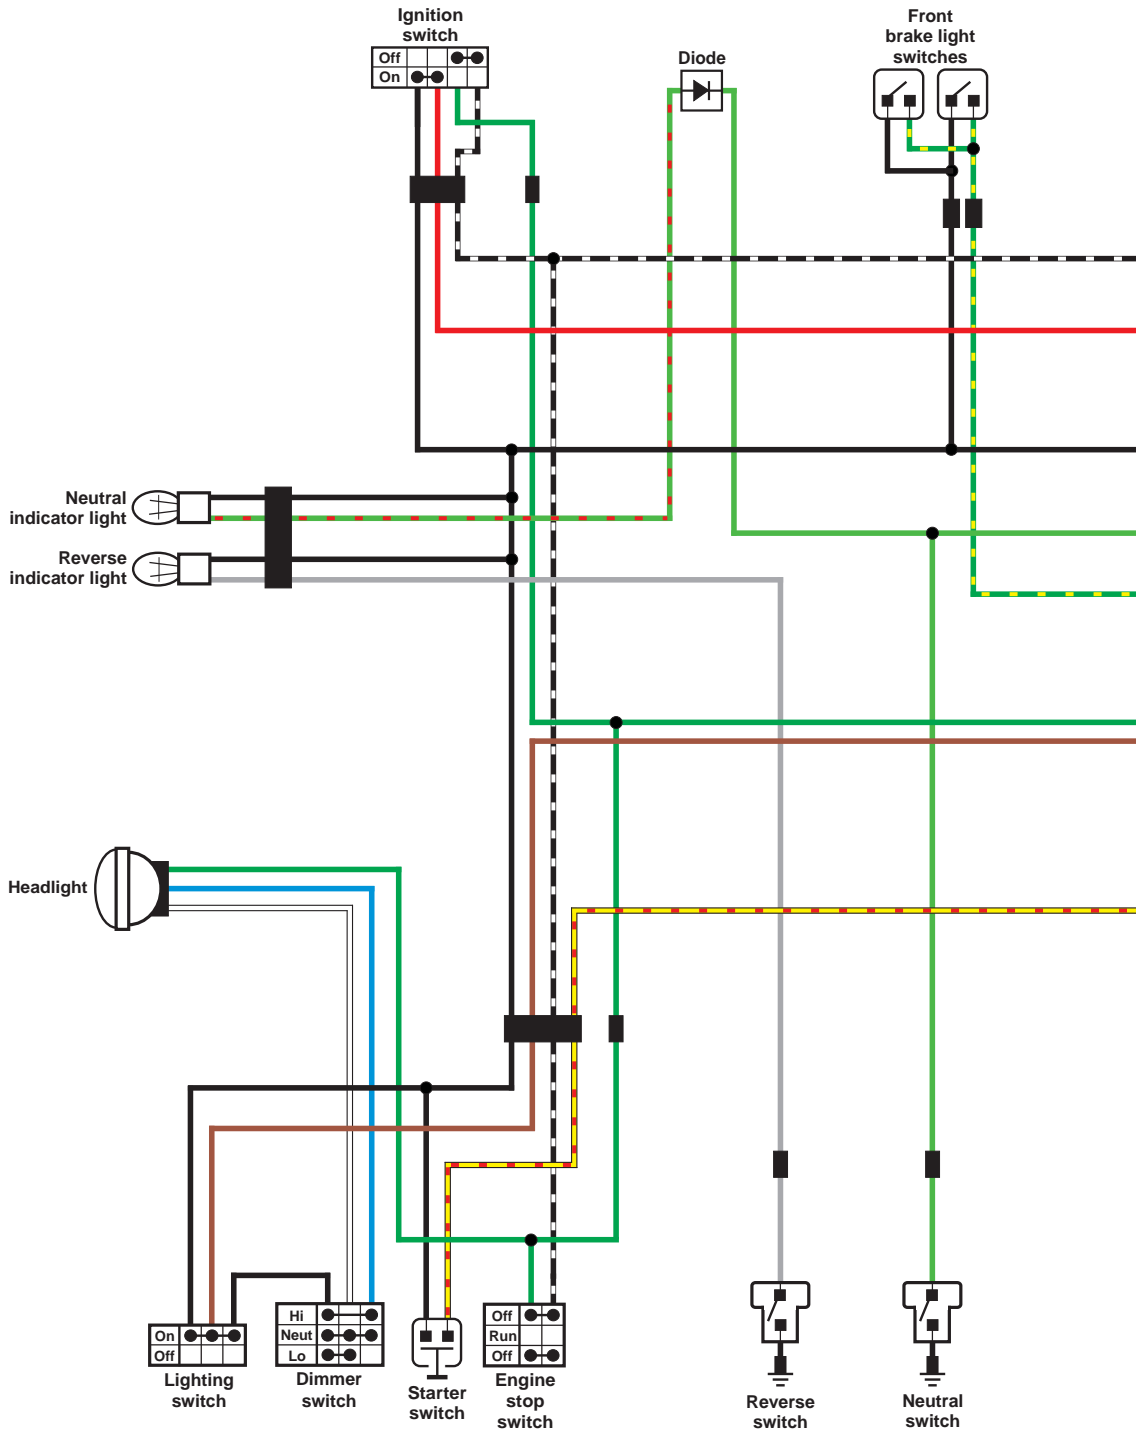 Ignition
switch
Off
On
Diode
Front
brake light
switches
Neutral
indicator light
Reverse
indicator light
Headlight
On
Off
Lighting
switch
Hi
Neut
Lo
Dimmer
switch
Starter
switch
Off
Run
Off
Engine
stop
switch
Reverse
switch
Neutral
switch